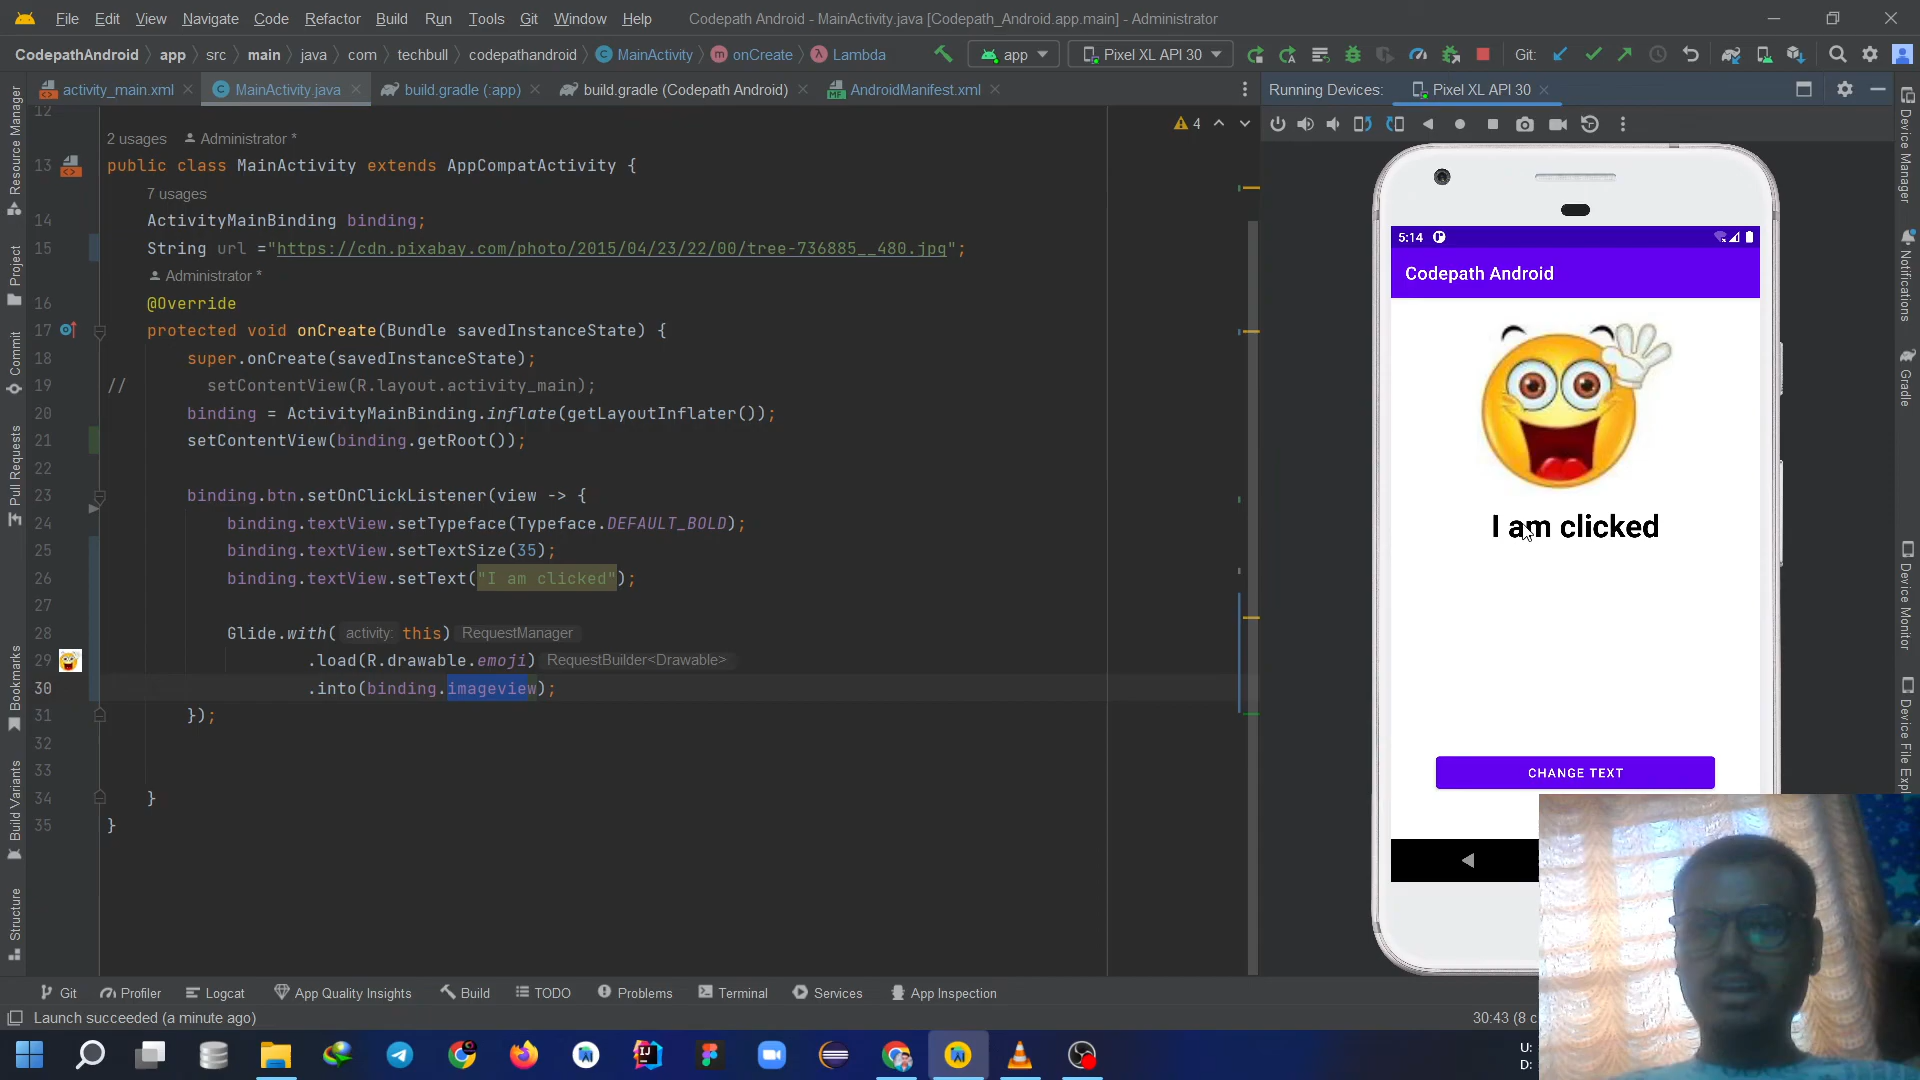 File Edit View Navigate Code Refactor Build Run Tools Git Window Help Codepath Android - MainActivity.java [Codepath_Android.app.main] - Administrator
CodepathAndroid app src main java com techbull codepathandroid MainActivity onCreate Lambda app Pixel XL API 30 Git:
activity_main.xml MainActivity.java build.gradle (:app) build.gradle (Codepath Android) AndroidManifest.xml Running Devices: Pixel XL API 30
Resource Manager
Project
Commit
Pull Requests
Bookmarks
Build Variants
Structure
4
12
2 usages Administrator *
13 public class MainActivity extends AppCompatActivity {
7 usages
14 ActivityMainBinding binding;
15 String url ="https://cdn.pixabay.com/photo/2015/04/23/22/00/tree-736885__480.jpg";
Administrator *
16 @Override
17 protected void onCreate(Bundle savedInstanceState) {
18 super.onCreate(savedInstanceState);
19 // setContentView(R.layout.activity_main);
20 binding = ActivityMainBinding.inflate(getLayoutInflater());
21 setContentView(binding.getRoot());
22
23 binding.btn.setOnClickListener(view -> {
24 binding.textView.setTypeface(Typeface.DEFAULT_BOLD);
25 binding.textView.setTextSize(35);
26 binding.textView.setText("I am clicked");
27
28 Glide.with( activity: this) RequestManager
29 .load(R.drawable.emoji) RequestBuilder<Drawable>
30 .into(binding.imageview);
31 });
32
33
34 }
35 }
5:14
Codepath Android
I am clicked
CHANGE TEXT
Device Manager
Notifications
Gradle
Device Monitor
Device File Expl
Git Profiler Logcat App Quality Insights Build TODO Problems Terminal Services App Inspection
Launch succeeded (a minute ago) 30:43 (8 c
U:
D: